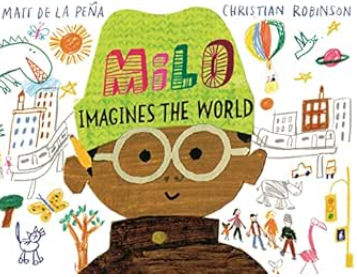 MATT DE LA PEÑA
CHRISTIAN ROBINSON
MiLO
IMAGINES THE WORLD